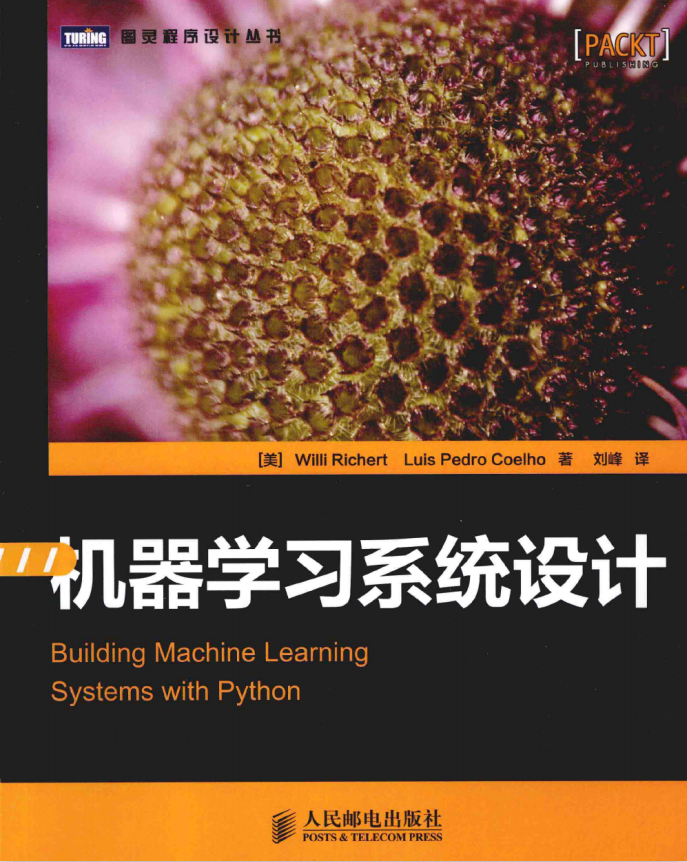 TURING 图灵程序设计丛书
[PACKT]
PUBLISHING
[美] Willi Richert Luis Pedro Coelho 著 刘峰 译
机器学习系统设计
Building Machine Learning
Systems with Python
人民邮电出版社
POSTS & TELECOM PRESS